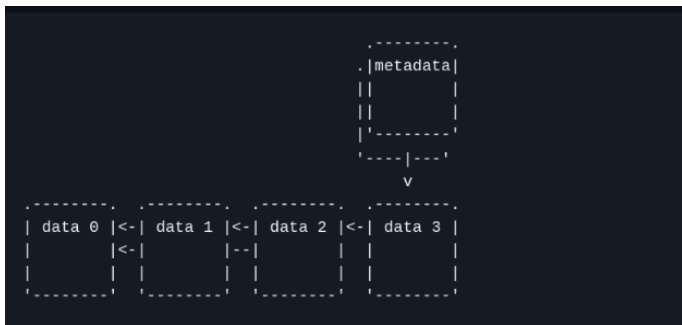 metadata
v
data 0 |<-| data 1 |<-| data 2 |<-| data 3
|<-| |--|